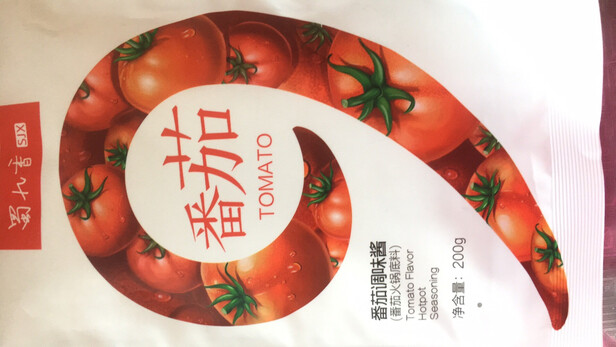 蜀九香
SJX
番茄
TOMATO
番茄调味酱
(番茄火锅底料)
Tomato Flavor
Hotpot
Seasoning
净含量: 200g